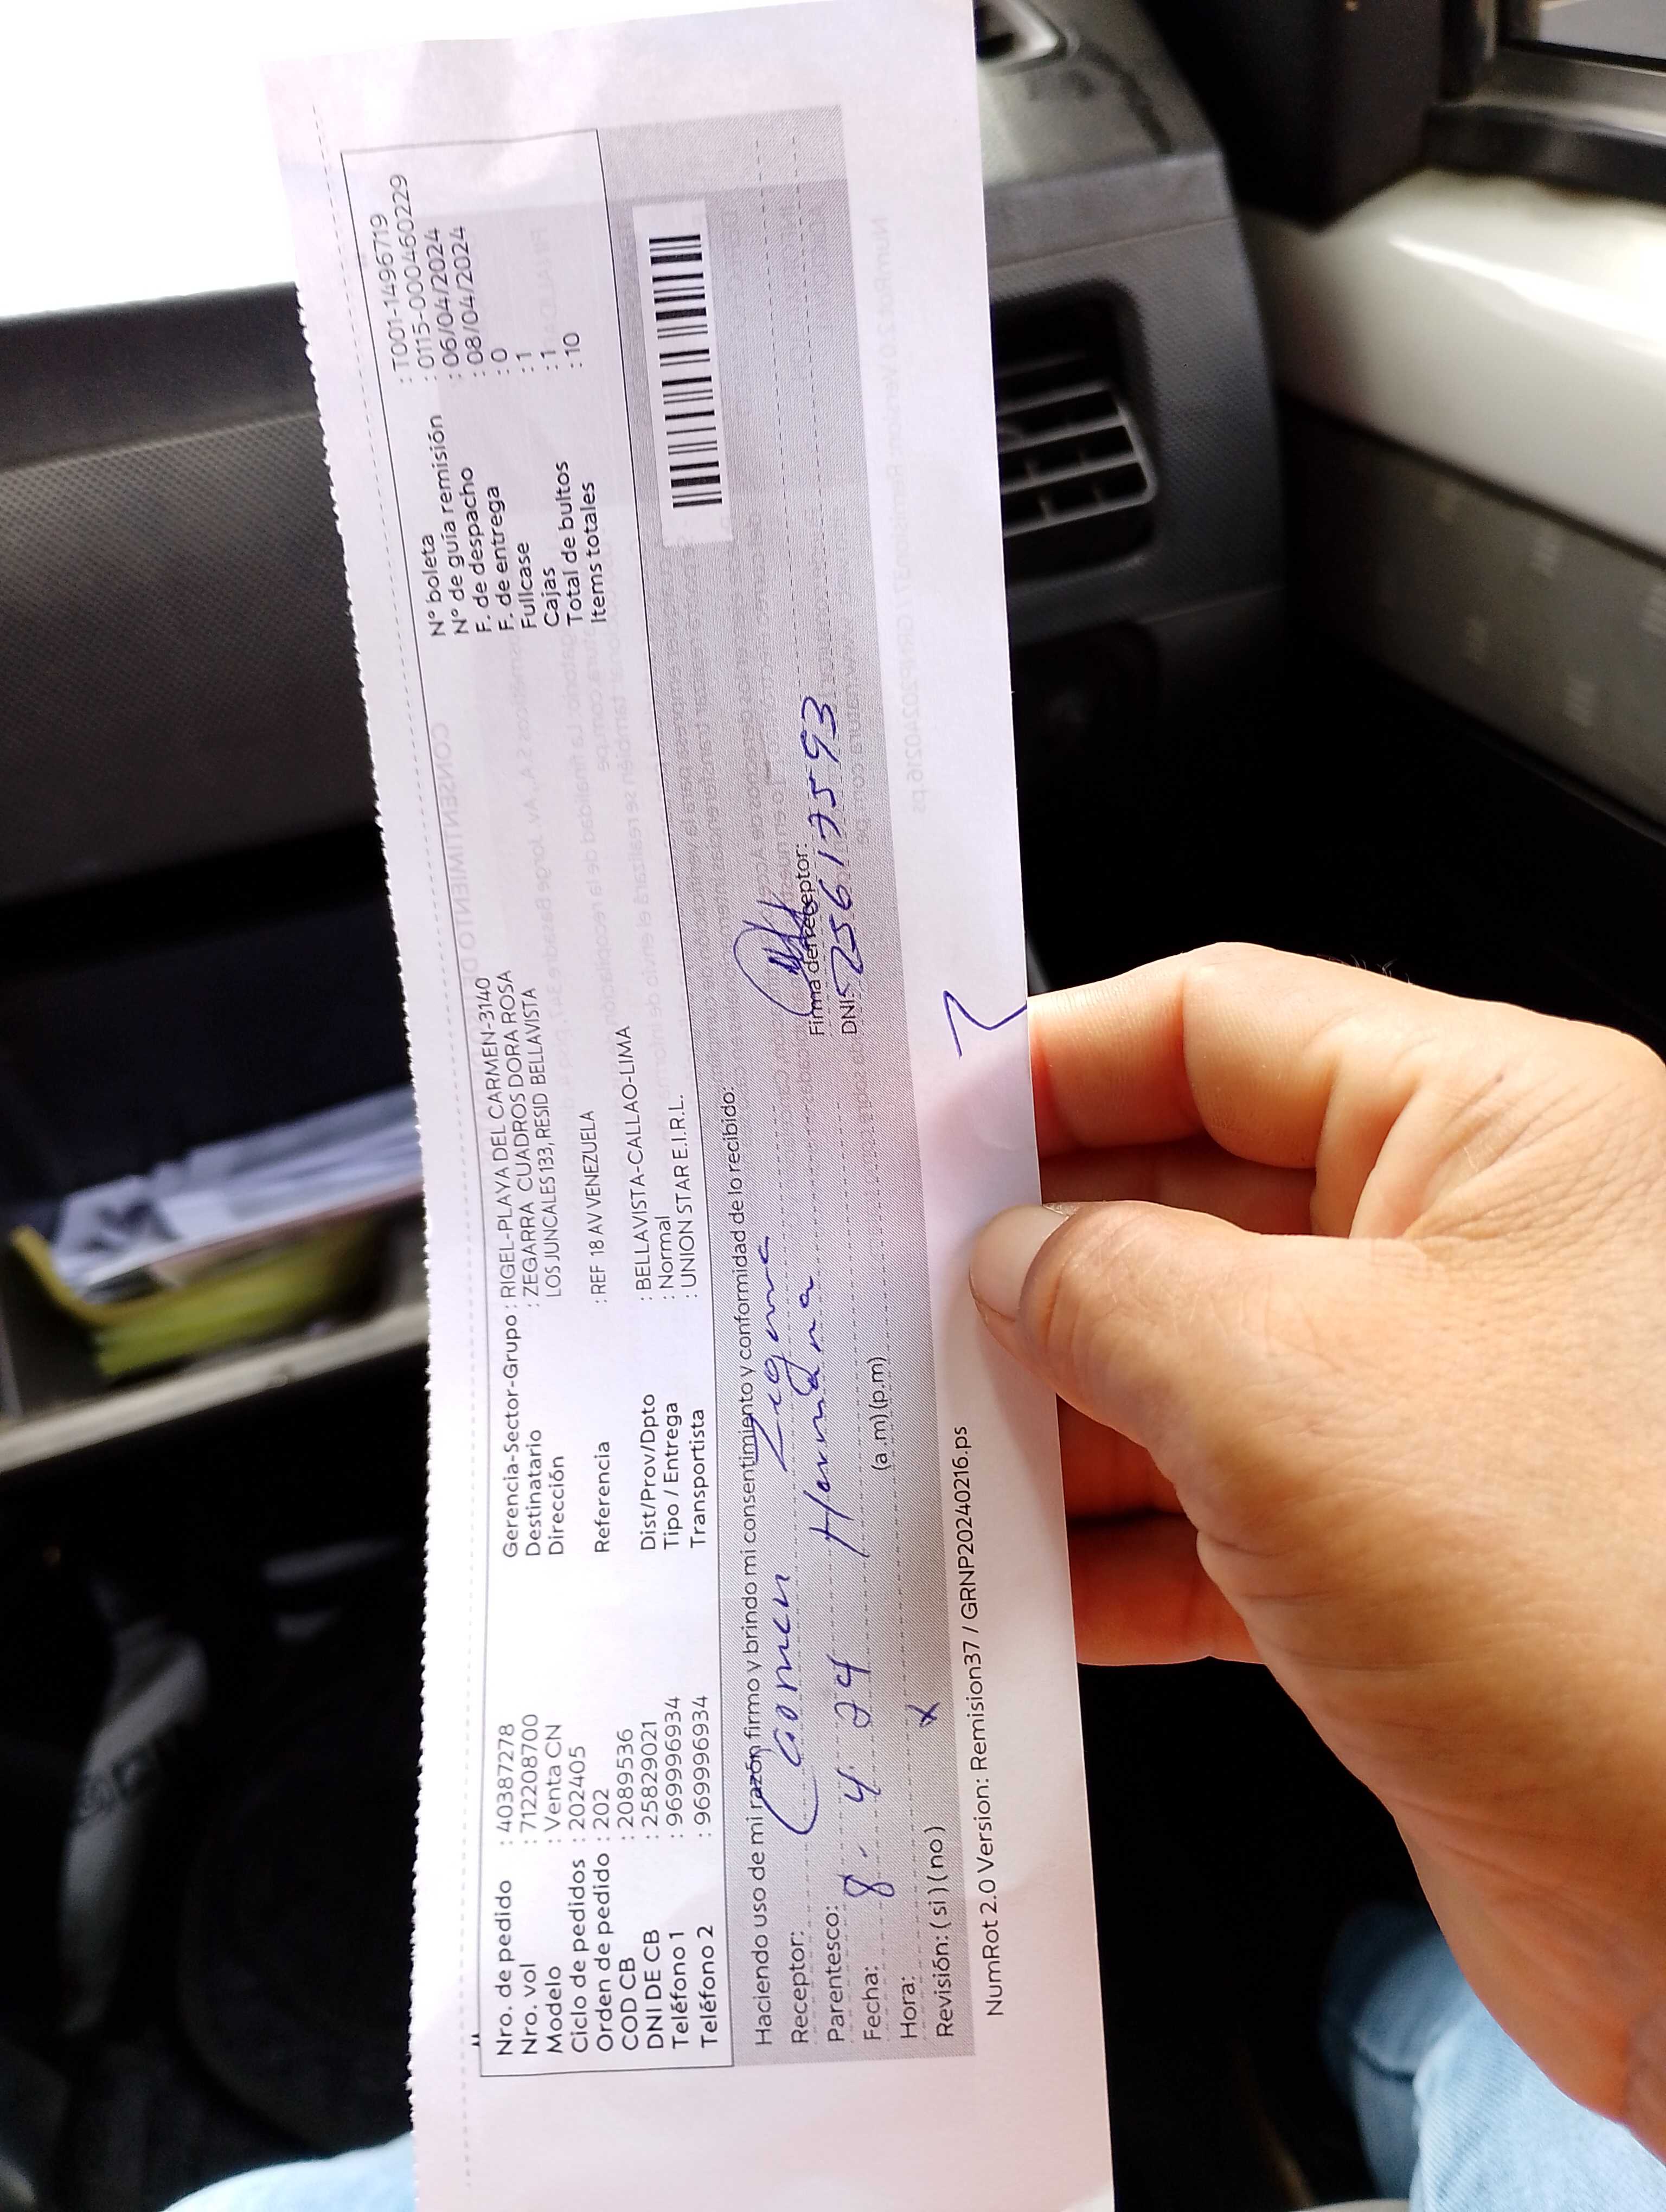 Nro. de pedido : 40387278
Nro. vol : 712208700
Modelo : Venta CN
Ciclo de pedidos : 202405
Orden de pedido : 202
COD CB : 2089536
DNI DE CB : 25829021
Teléfono 1 : 969996934
Teléfono 2 : 969996934
Gerencia-Sector-Grupo : RIGEL-PLAYA DEL CARMEN-3140
Destinatario : ZEGARRA CUADROS DORA ROSA
Dirección LOS JUNCALES 133, RESID BELLAVISTA
Referencia : REF 18 AV VENEZUELA
Dist/Prov/Dpto : BELLAVISTA-CALLAO-LIMA
Tipo / Entrega : Normal
Transportista : UNION STAR E.I.R.L.
N° boleta : T001-1496719
N° de guía remisión : 0115-0000460229
F. de despacho : 06/04/2024
F. de entrega : 08/04/2024
Fullcase : 0
Cajas : 1
Total de bultos : 1
Items totales : 10
Haciendo uso de mi razón firmo y brindo mi consentimiento y conformidad de lo recibido:
Receptor: Carmen
Parentesco: Hermana
Fecha: 8. 4. 24
Hora: (a.m)(p.m)
Revisión: ( si ) ( no ) x
Firma del receptor:
DNI:
NumRot 2.0 Version: Remision37 / GRNP20240216.ps